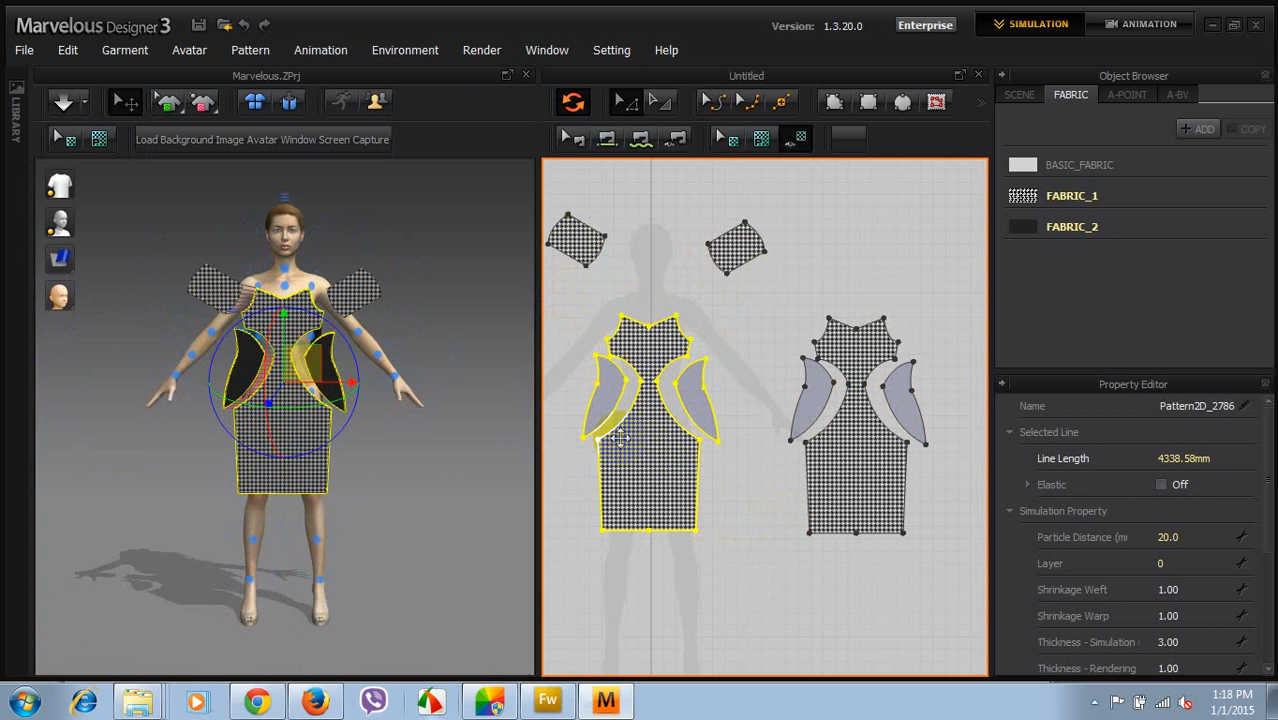 Marvelous Designer 3
Version: 1.3.20.0
Enterprise
SIMULATION
ANIMATION
File Edit Garment Avatar Pattern Animation Environment Render Window Setting Help
LIBRARY
Marvelous.ZPrj
Untitled
Object Browser
SCENE FABRIC A-POINT A-BV
+ ADD COPY
Load Background Image Avatar Window Screen Capture
BASIC_FABRIC
FABRIC_1
FABRIC_2
Property Editor
Name Pattern2D_2786
Selected Line
Line Length 4338.58mm
Elastic Off
Simulation Property
Particle Distance (mi 20.0
Layer 0
Shrinkage Weft 1.00
Shrinkage Warp 1.00
Thickness - Simulation 3.00
Thickness - Rendering 1.00
Fw
M
1:18 PM
1/1/2015